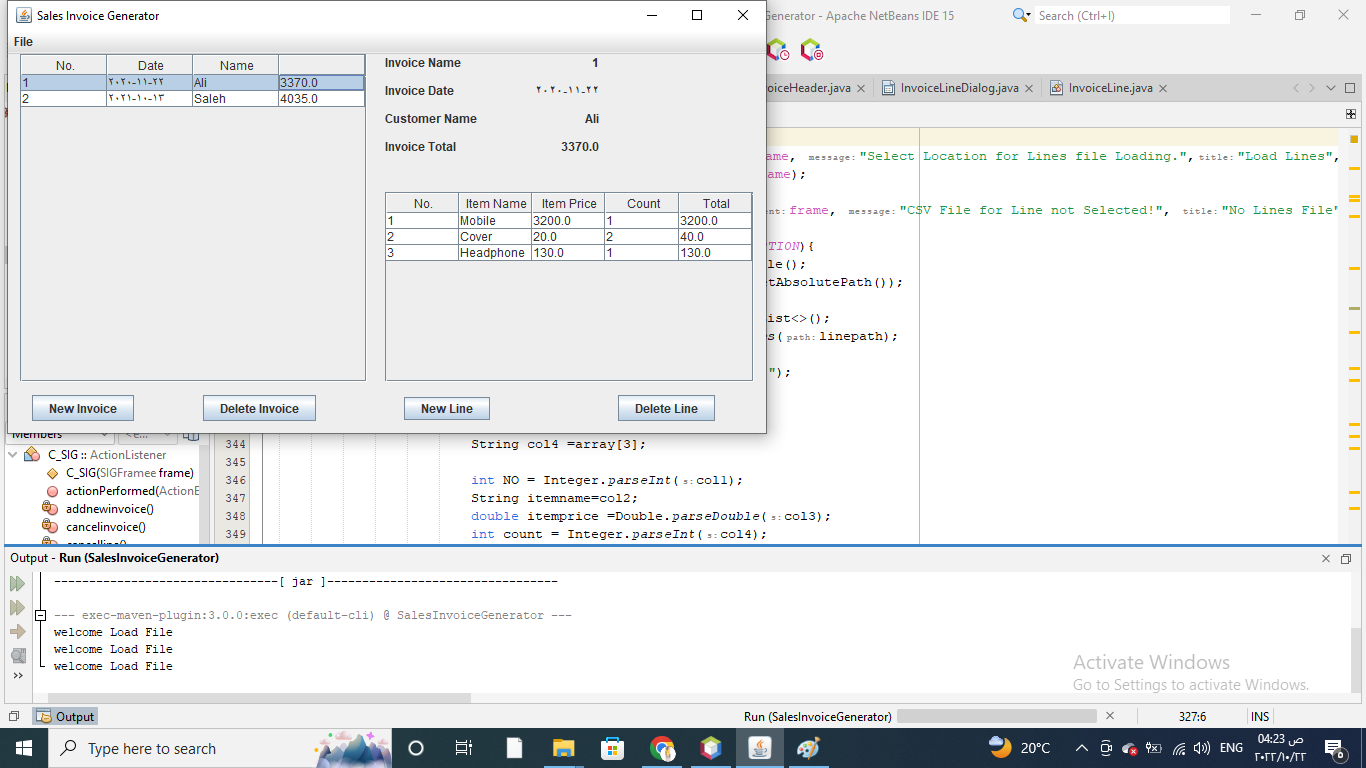 Sales Invoice Generator
Generator - Apache NetBeans IDE 15
Search (Ctrl+I)
File
No. Date Name
1 ٢٠٢٠-١١-٢٢ Ali 3370.0
2 ٢٠٢١-١٠-١٣ Saleh 4035.0
Invoice Name 1
Invoice Date ٢٠٢٠-١١-٢٢
Customer Name Ali
Invoice Total 3370.0
No. Item Name Item Price Count Total
1 Mobile 3200.0 1 3200.0
2 Cover 20.0 2 40.0
3 Headphone 130.0 1 130.0
New Invoice Delete Invoice New Line Delete Line
oiceHeader.java InvoiceLineDialog.java InvoiceLine.java
ame, message: "Select Location for Lines file Loading.", title: "Load Lines",
ame);
nt: frame, message: "CSV File for Line not Selected!", title: "No Lines File"
TION){
le();
tAbsolutePath());
ist<>();
s( path: linepath);
");
Members <e...
C_SIG :: ActionListener
C_SIG(SIGFramee frame)
actionPerformed(ActionE
addnewinvoice()
cancelinvoice()
344 String col4 =array[3];
345
346 int NO = Integer.parseInt( s: col1);
347 String itemname=col2;
348 double itemprice =Double.parseDouble( s: col3);
349 int count = Integer.parseInt( s: col4);
Output - Run (SalesInvoiceGenerator)
--------------------------------[ jar ]---------------------------------
--- exec-maven-plugin:3.0.0:exec (default-cli) @ SalesInvoiceGenerator ---
welcome Load File
welcome Load File
welcome Load File
Activate Windows
Go to Settings to activate Windows.
Output
Run (SalesInvoiceGenerator) 327:6 INS
Type here to search
20°C ENG
04:23 ص
٢٠٢٢/١٠/٢٢